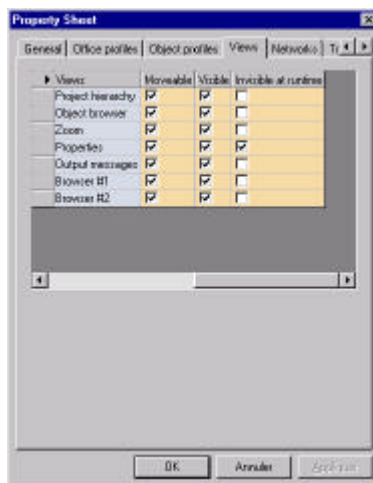 Property Sheet
General Office profiles Object profiles Views Networks
Views Moveable Visible Invisible at runtime
Project hierarchy
Object browser
Zoom
Properties
Output messages
Browser #1
Browser #2
OK Annuler Appliquer